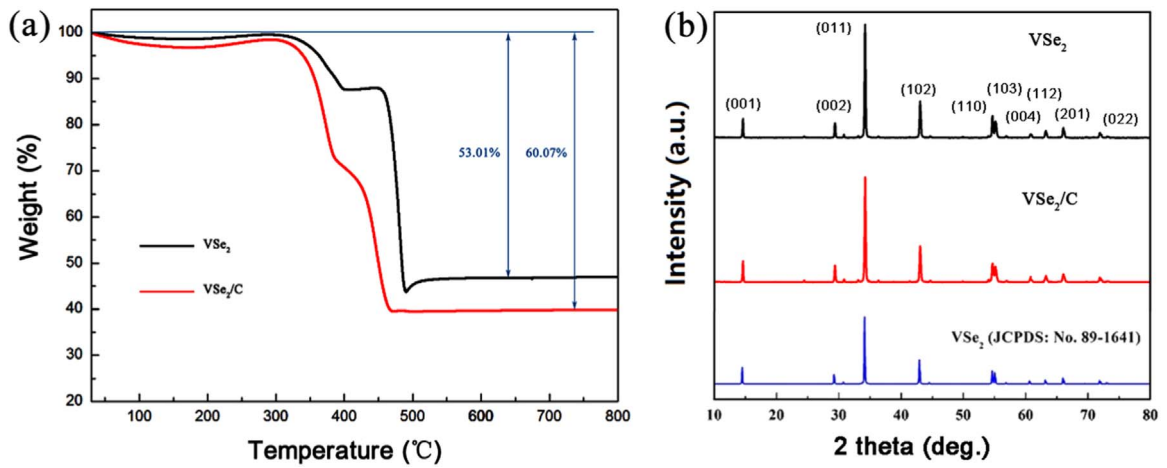 (a)
100
90
80
70
60
50
40
30
20
Weight (%)
53.01%
60.07%
VSe₂
VSe₂/C
100 200 300 400 500 600 700 800
Temperature (℃)
(b)
VSe₂
(011)
(001)
(002)
(102)
(103)
(112)
(110)
(004)
(201)
(022)
VSe₂/C
VSe₂ (JCPDS: No. 89-1641)
Intensity (a.u.)
10 20 30 40 50 60 70 80
2 theta (deg.)